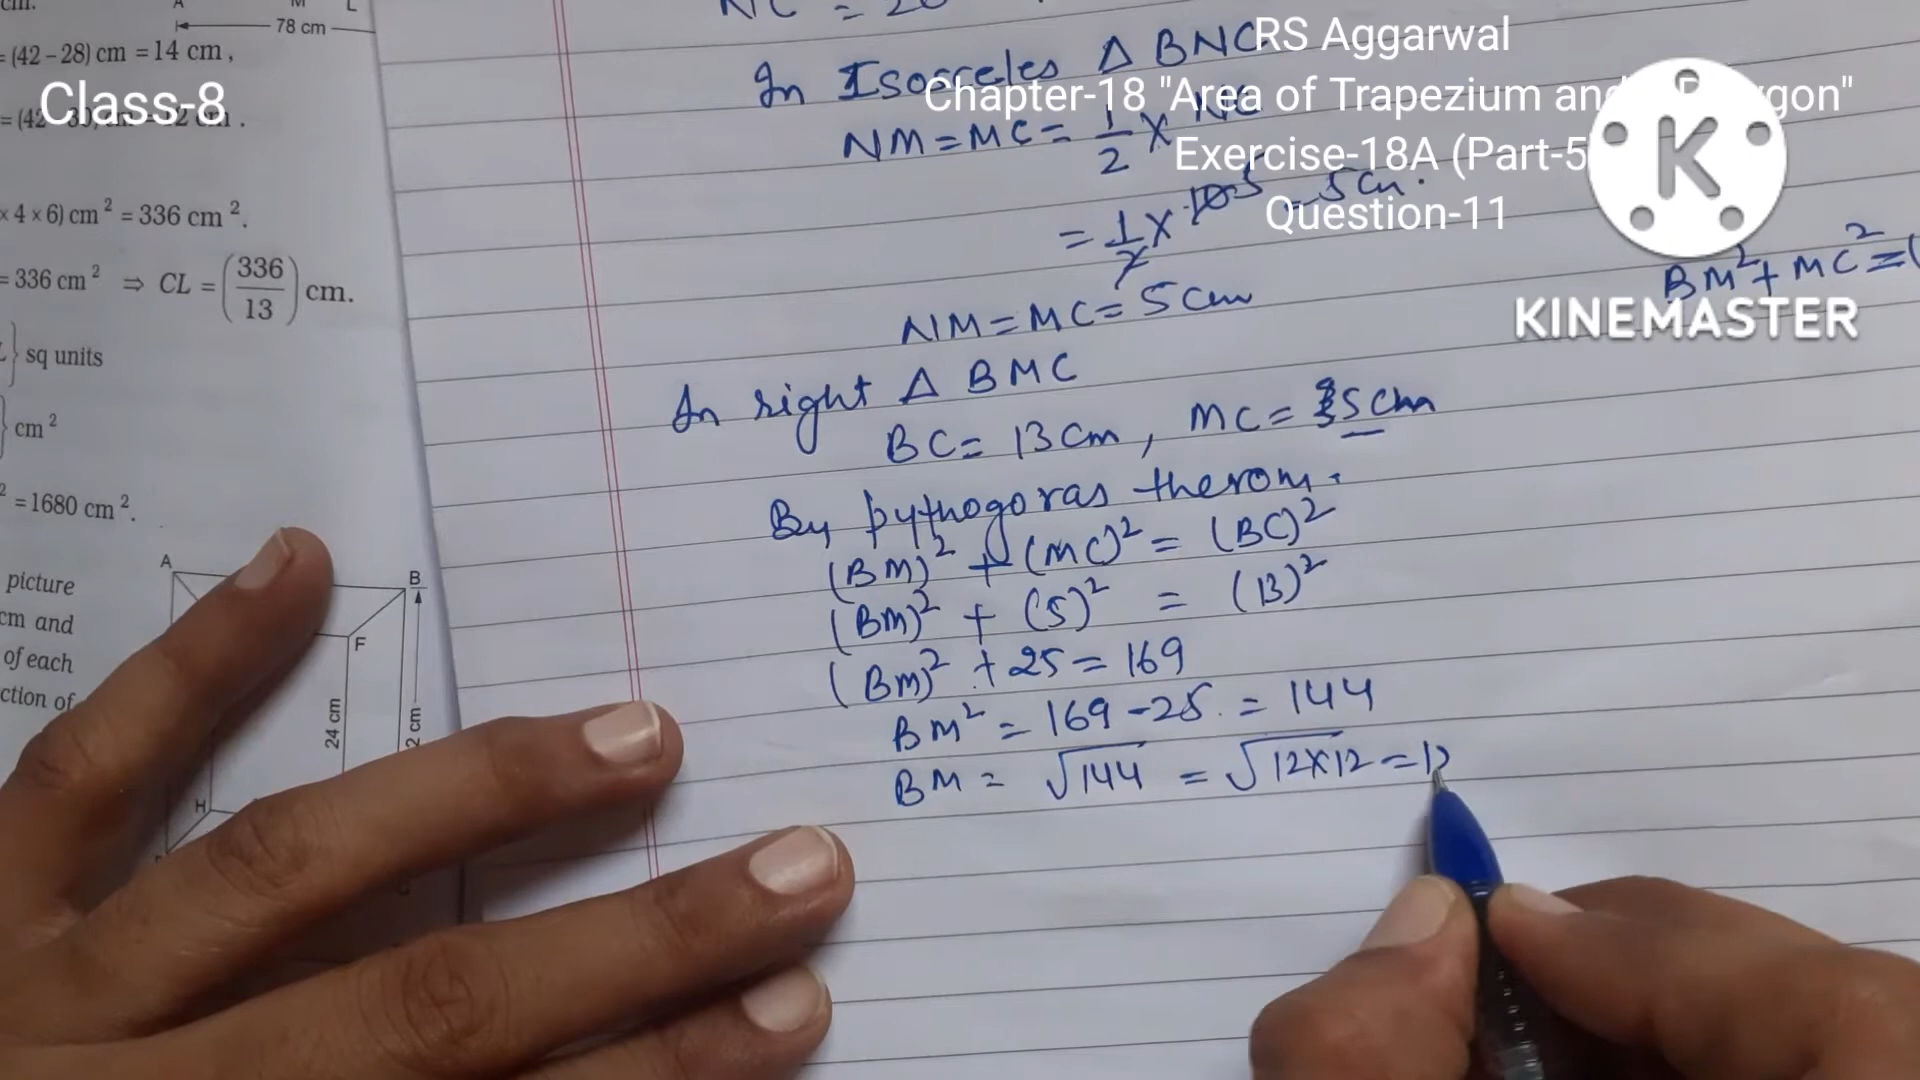 cm.
A M L
78 cm
= (42 – 28) cm = 14 cm ,
Class-8
× 4 × 6) cm² = 336 cm².
= 336 cm² ⇒ CL = (336/13) cm.
} sq units
} cm²
² = 1680 cm².
picture
cm and
of each
ction of
A
B
F
24 cm
2 cm
H
RS Aggarwal
Chapter-18 "Area of Trapezium
Exercise-18A (Part-5
Question-11
KINEMASTER
In Isosceles Δ BNC
NM = MC = 1/2 × NC
= 1/2 × 10 5 = 5 cm.
NM = MC = 5 cm
BM² + MC² = (
In right Δ BMC
BC = 13 cm , MC = 5 cm
By pythogoras therom.
(BM)² + (MC)² = (BC)²
(BM)² + (5)² = (13)²
(BM)² + 25 = 169
BM² = 169 - 25. = 144
BM = √144 = √12×12 = 12